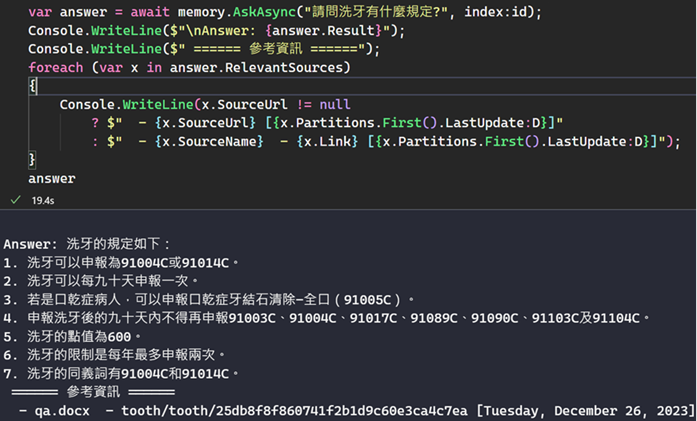 var answer = await memory.AskAsync("請問洗牙有什麼規定?", index:id);
Console.WriteLine($"\nAnswer: {answer.Result}");
Console.WriteLine($" ====== 參考資訊 ======");
foreach (var x in answer.RelevantSources)
{
    Console.WriteLine(x.SourceUrl != null
        ? $"  - {x.SourceUrl} [{x.Partitions.First().LastUpdate:D}]"
        : $"  - {x.SourceName}  - {x.Link} [{x.Partitions.First().LastUpdate:D}]");
}
answer
✓ 19.4s
Answer: 洗牙的規定如下：
1. 洗牙可以申報為91004C或91014C。
2. 洗牙可以每九十天申報一次。
3. 若是口乾症病人，可以申報口乾症牙結石清除-全口（91005C）。
4. 申報洗牙後的九十天內不得再申報91003C、91004C、91017C、91089C、91090C、91103C及91104C。
5. 洗牙的點值為600。
6. 洗牙的限制是每年最多申報兩次。
7. 洗牙的同義詞有91004C和91014C。
====== 參考資訊 ======
- qa.docx  - tooth/tooth/25db8f8f860741f2b1d9c60e3ca4c7ea [Tuesday, December 26, 2023]